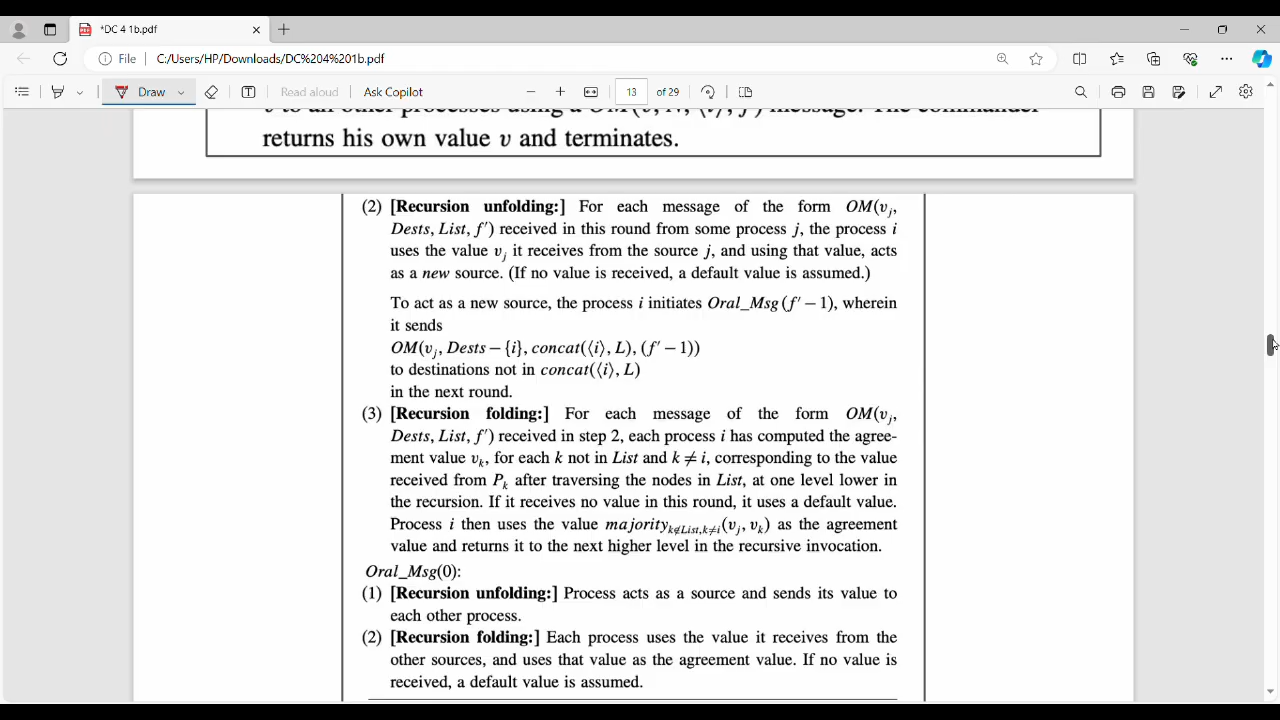 *DC 4 1b.pdf
File C:/Users/HP/Downloads/DC%204%201b.pdf
Draw Read aloud Ask Copilot 13 of 29
returns his own value v and terminates.
(2) [Recursion unfolding:] For each message of the form OM(v_j,
Dests, List, f′) received in this round from some process j, the process i
uses the value v_j it receives from the source j, and using that value, acts
as a new source. (If no value is received, a default value is assumed.)
To act as a new source, the process i initiates Oral_Msg(f′ − 1), wherein
it sends
OM(v_j, Dests − {i}, concat(⟨i⟩, L), (f′ − 1))
to destinations not in concat(⟨i⟩, L)
in the next round.
(3) [Recursion folding:] For each message of the form OM(v_j,
Dests, List, f′) received in step 2, each process i has computed the agree-
ment value v_k, for each k not in List and k ≠ i, corresponding to the value
received from P_k after traversing the nodes in List, at one level lower in
the recursion. If it receives no value in this round, it uses a default value.
Process i then uses the value majority_{k∉List,k≠i}(v_j, v_k) as the agreement
value and returns it to the next higher level in the recursive invocation.
Oral_Msg(0):
(1) [Recursion unfolding:] Process acts as a source and sends its value to
each other process.
(2) [Recursion folding:] Each process uses the value it receives from the
other sources, and uses that value as the agreement value. If no value is
received, a default value is assumed.